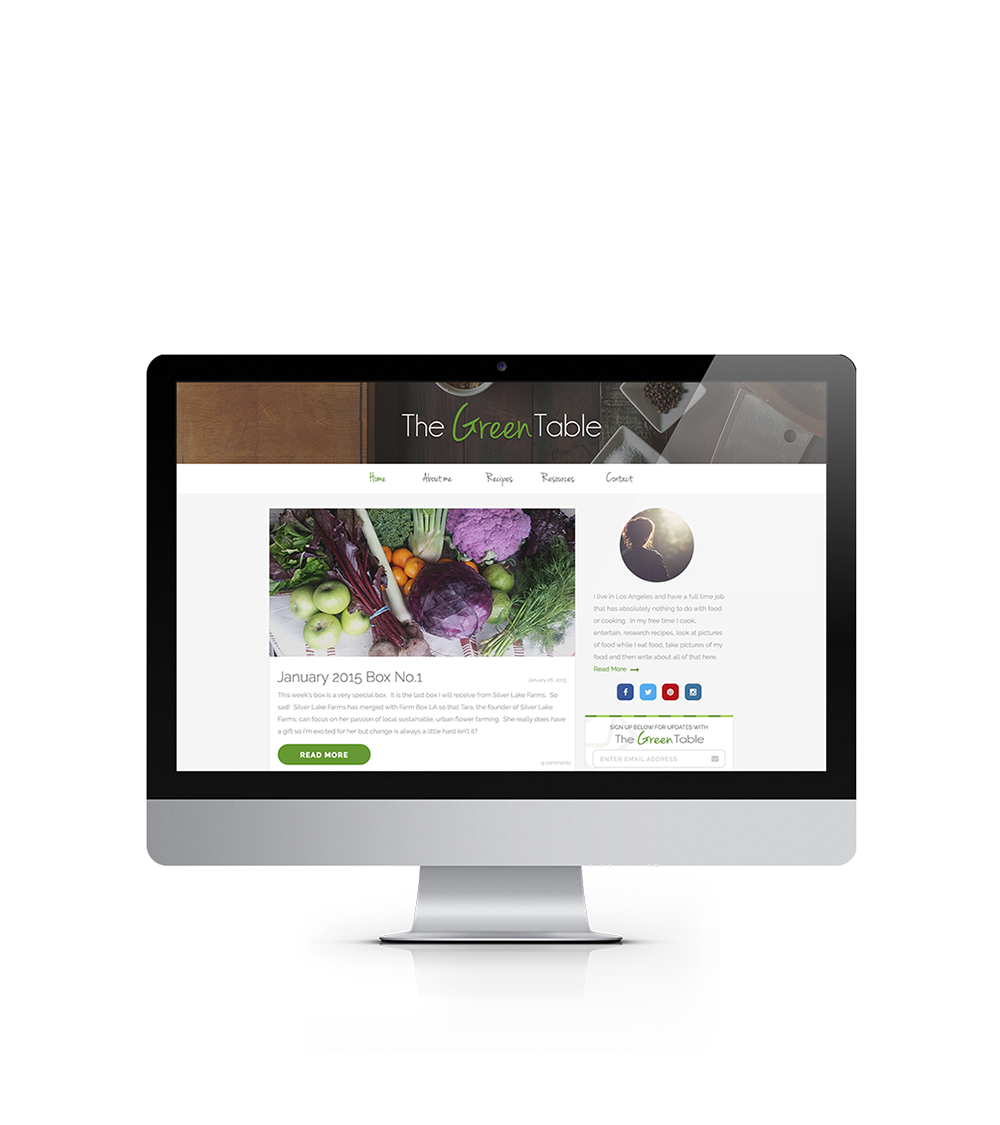 The Green Table
Home About me Recipes Resources Contact
January 2015 Box No.1
January 26, 2015
This week's box is a very special box. It is the last box I will receive from Silver Lake Farms. So
sad! Silver Lake Farms has merged with Farm Box LA so that Tara, the founder of Silver Lake
Farms, can focus on her passion of local sustainable, urban flower farming. She really does have
a gift so I'm excited for her but change is always a little hard isn't it?
READ MORE
9 comments
I live in Los Angeles and have a full time job
that has absolutely nothing to do with food
or cooking. In my free time I cook,
entertain, research recipes, look at pictures
of food while I eat food, take pictures of my
food and then write about all of that here.
Read More
SIGN UP BELOW FOR UPDATES WITH
The Green Table
ENTER EMAIL ADDRESS